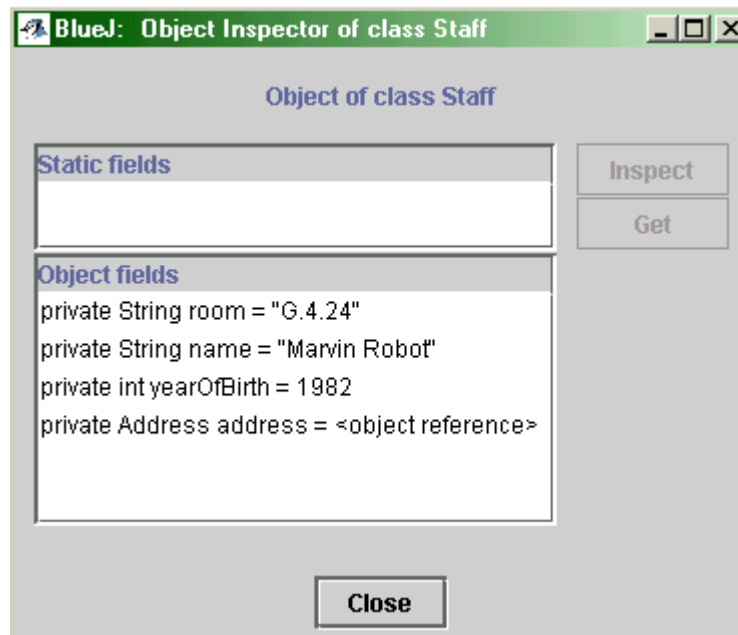 BlueJ: Object Inspector of class Staff
Object of class Staff
Static fields
Inspect
Get
Object fields
private String room = "G.4.24"
private String name = "Marvin Robot"
private int yearOfBirth = 1982
private Address address = <object reference>
Close